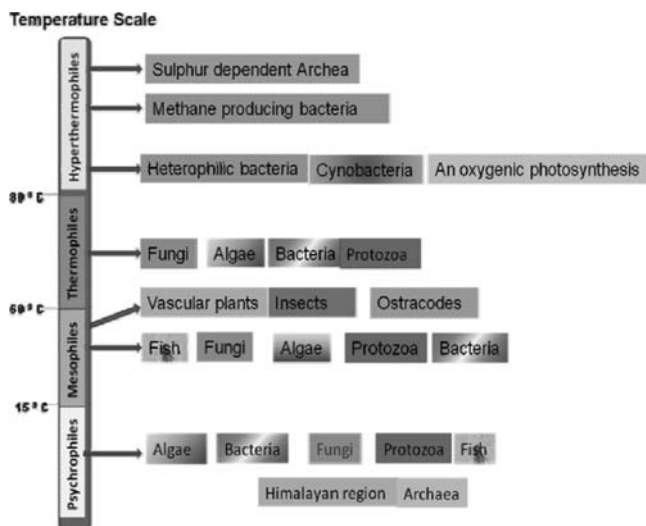 Temperature Scale
Hyperthermophiles
Sulphur dependent Archea
Methane producing bacteria
Heterophilic bacteria Cynobacteria An oxygenic photosynthesis
80 ° C
Thermophiles
Fungi Algae Bacteria Protozoa
60 ° C
Mesophiles
Vascular plants Insects Ostracodes
Fish Fungi Algae Protozoa Bacteria
15 ° C
Psychrophiles
Algae Bacteria Fungi Protozoa Fish
Himalayan region Archaea